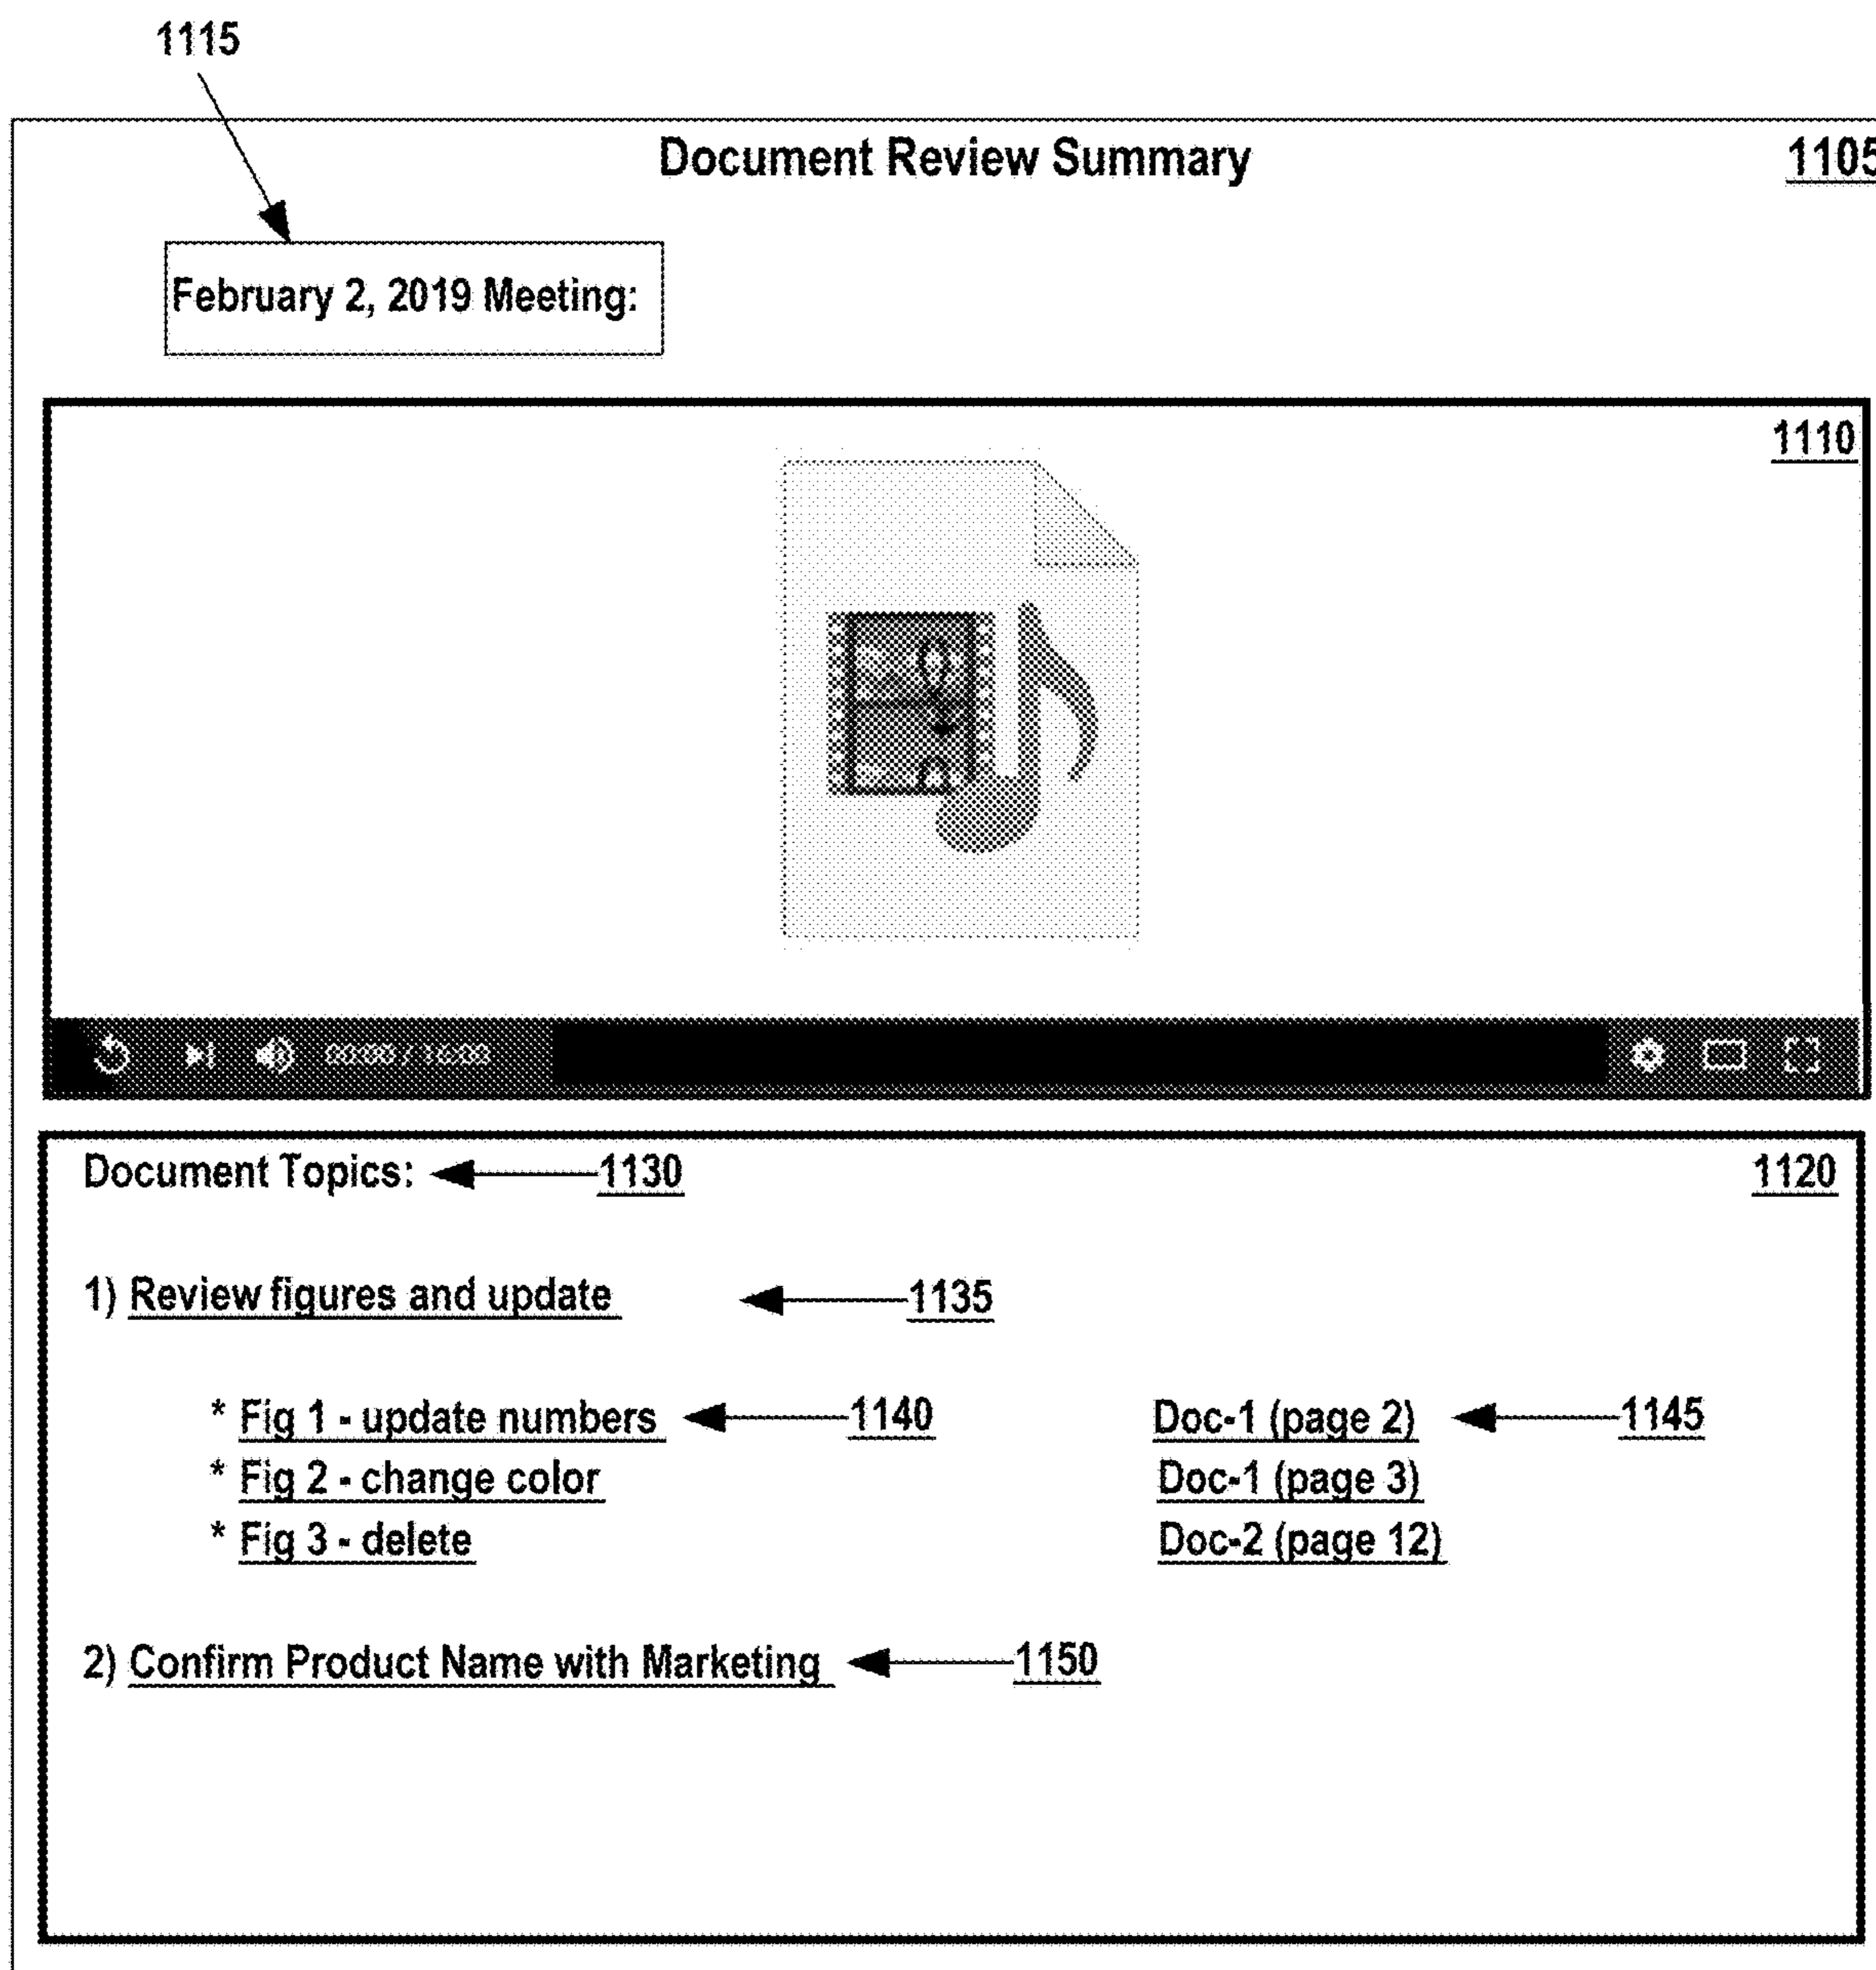 1115
Document Review Summary 1105
February 2, 2019 Meeting:
1110
Document Topics: 1130 1120
1) Review figures and update 1135
* Fig 1 - update numbers 1140 Doc-1 (page 2) 1145
* Fig 2 - change color Doc-1 (page 3)
* Fig 3 - delete Doc-2 (page 12)
2) Confirm Product Name with Marketing 1150